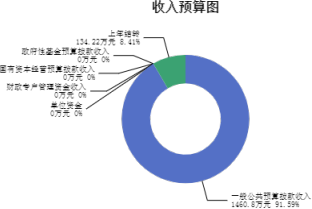 收入预算图
上年结转
134.22万元 8.41%
政府性基金预算拨款收入
0万元 0%
国有资本经营预算拨款收入
0万元 0%
财政专户管理资金收入
0万元 0%
单位资金
0万元 0%
一般公共预算拨款收入
1460.8万元 91.59%